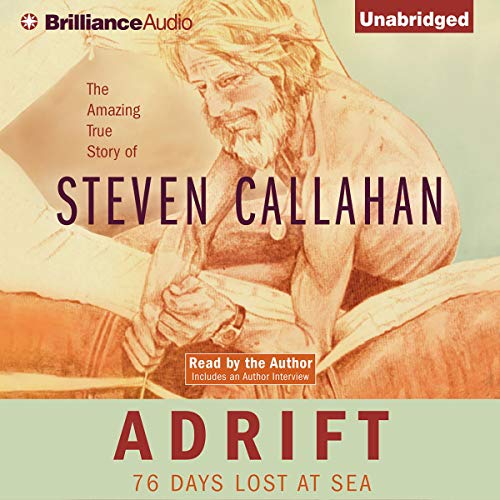 BrillianceAudio
Unabridged
The
Amazing
True
Story of
STEVEN CALLAHAN
Read by the Author
Includes an Author Interview
ADRIFT
76 DAYS LOST AT SEA